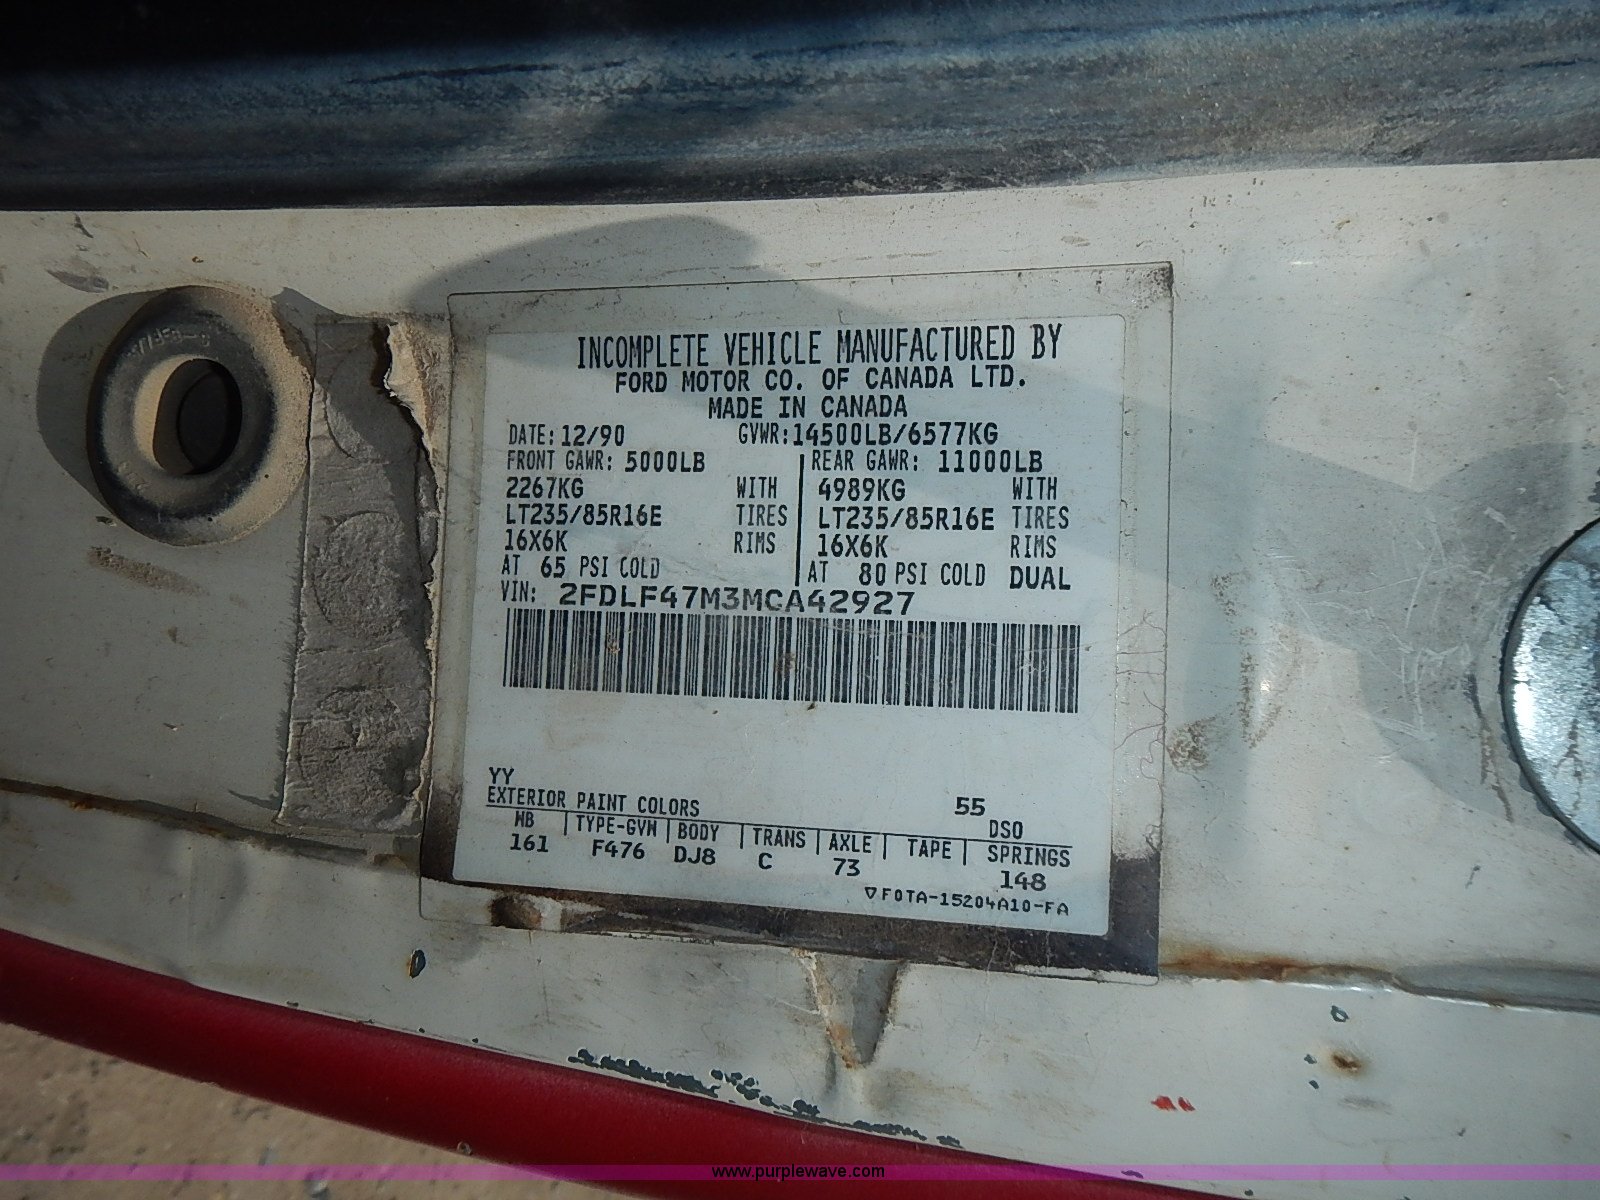 INCOMPLETE VEHICLE MANUFACTURED BY
FORD MOTOR CO. OF CANADA LTD.
MADE IN CANADA
DATE: 12/90 GVWR: 14500LB/6577KG
FRONT GAWR: 5000LB REAR GAWR: 11000LB
2267KG WITH 4989KG WITH
LT235/85R16E TIRES LT235/85R16E TIRES
16X6K RIMS 16X6K RIMS
AT 65 PSI COLD AT 80 PSI COLD DUAL
VIN: 2FDLF47M3MCA42927
YY 55
EXTERIOR PAINT COLORS DSO
WB TYPE-GVW BODY TRANS AXLE TAPE SPRINGS
161 F476 DJ8 C 73 148
F0TA-15204A10-FA
www.purplewave.com